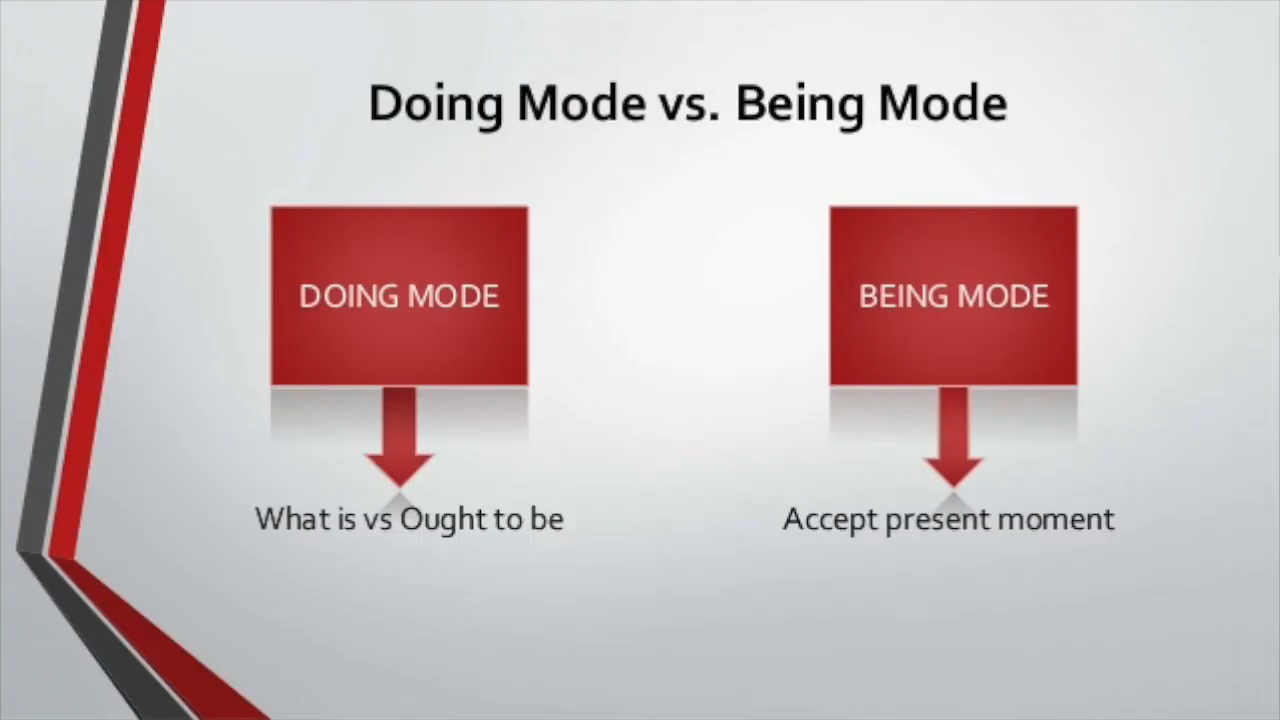 Doing Mode vs. Being Mode
DOING MODE
BEING MODE
What is vs Ought to be
Accept present moment